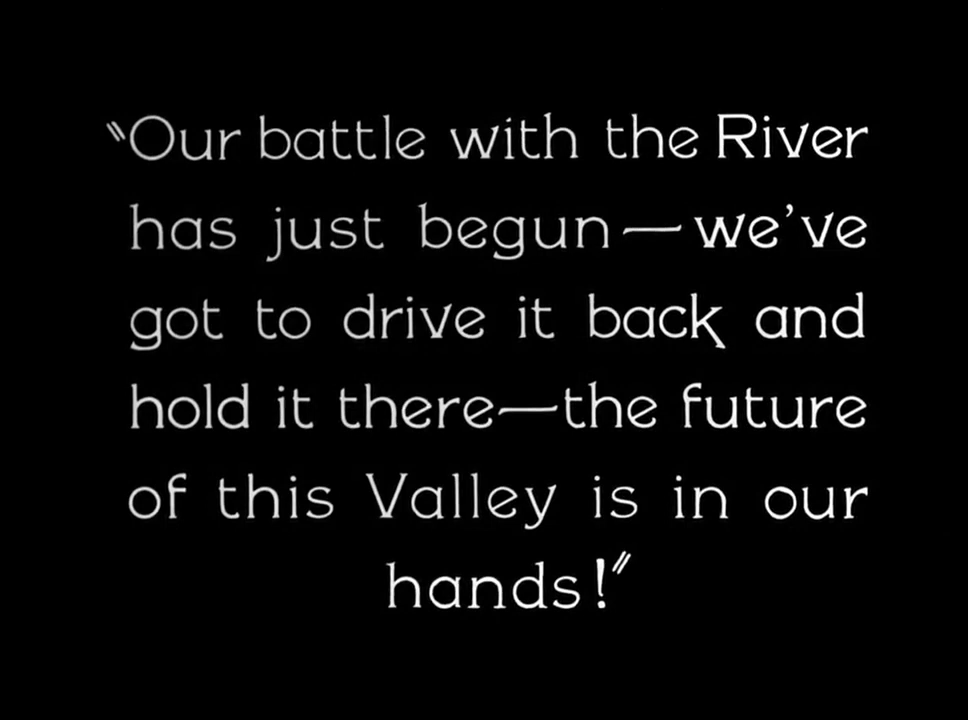 "Our battle with the River
has just begun—we've
got to drive it back and
hold it there—the future
of this Valley is in our
hands!"